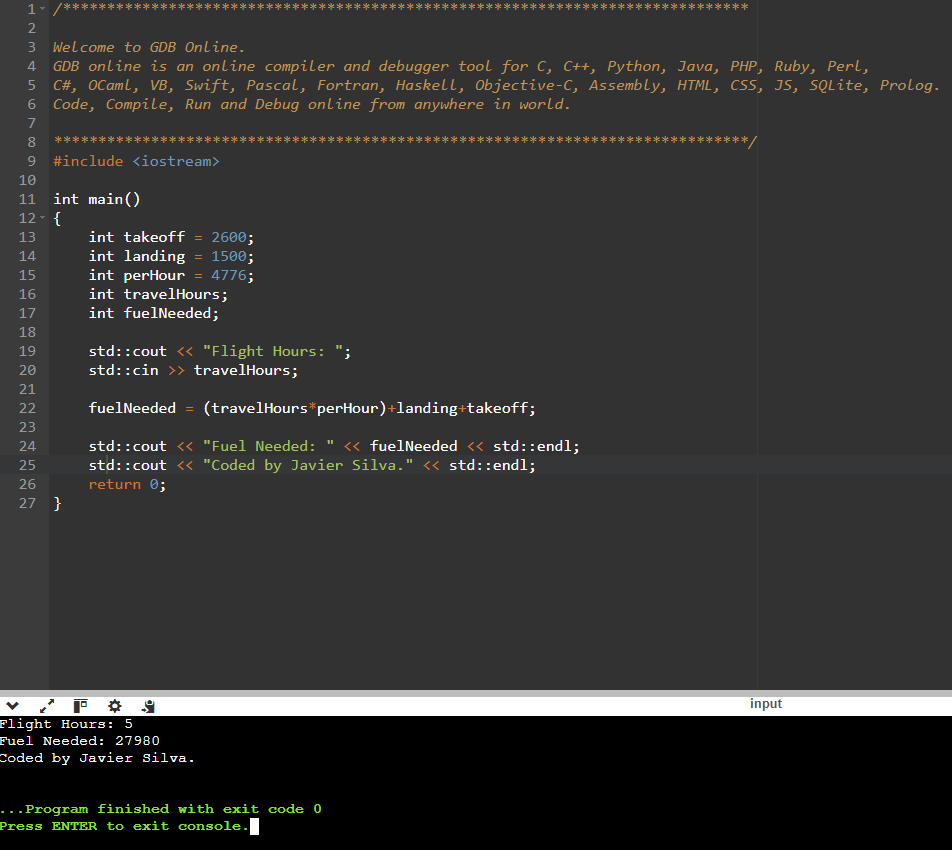 1 /******************************************************************************
2
3 Welcome to GDB Online.
4 GDB online is an online compiler and debugger tool for C, C++, Python, Java, PHP, Ruby, Perl,
5 C#, OCaml, VB, Swift, Pascal, Fortran, Haskell, Objective-C, Assembly, HTML, CSS, JS, SQLite, Prolog.
6 Code, Compile, Run and Debug online from anywhere in world.
7
8 *******************************************************************************/
9 #include <iostream>
10
11 int main()
12 {
13     int takeoff = 2600;
14     int landing = 1500;
15     int perHour = 4776;
16     int travelHours;
17     int fuelNeeded;
18
19     std::cout << "Flight Hours: ";
20     std::cin >> travelHours;
21
22     fuelNeeded = (travelHours*perHour)+landing+takeoff;
23
24     std::cout << "Fuel Needed: " << fuelNeeded << std::endl;
25     std::cout << "Coded by Javier Silva." << std::endl;
26     return 0;
27 }
input
Flight Hours: 5
Fuel Needed: 27980
Coded by Javier Silva.
...Program finished with exit code 0
Press ENTER to exit console.